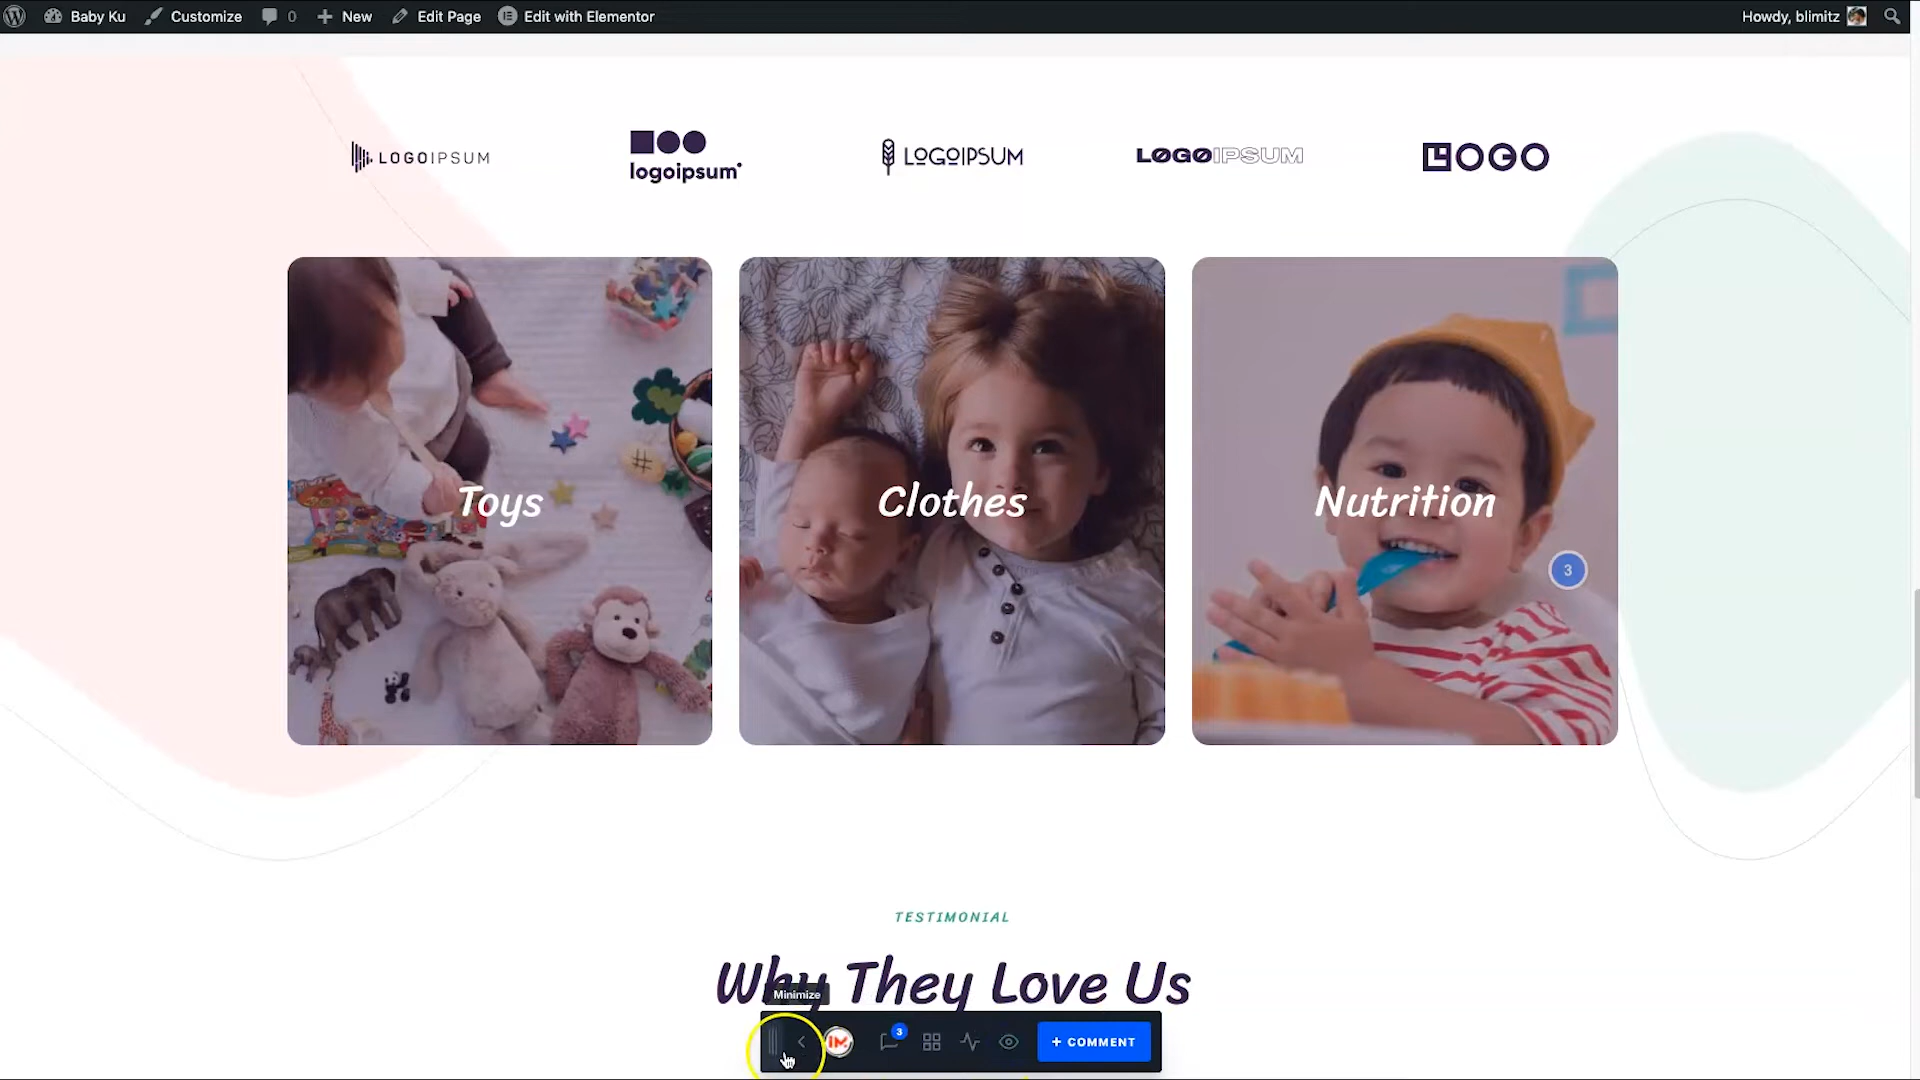 Baby Ku Customize 0 New Edit Page Edit with Elementor Howdy, blimitz
LOGOIPSUM
logoipsum
LOGOIPSUM
LOGOIPSUM
LOGO
Toys
Clothes
Nutrition
3
TESTIMONIAL
Why They Love Us
Minimize
3
+ COMMENT